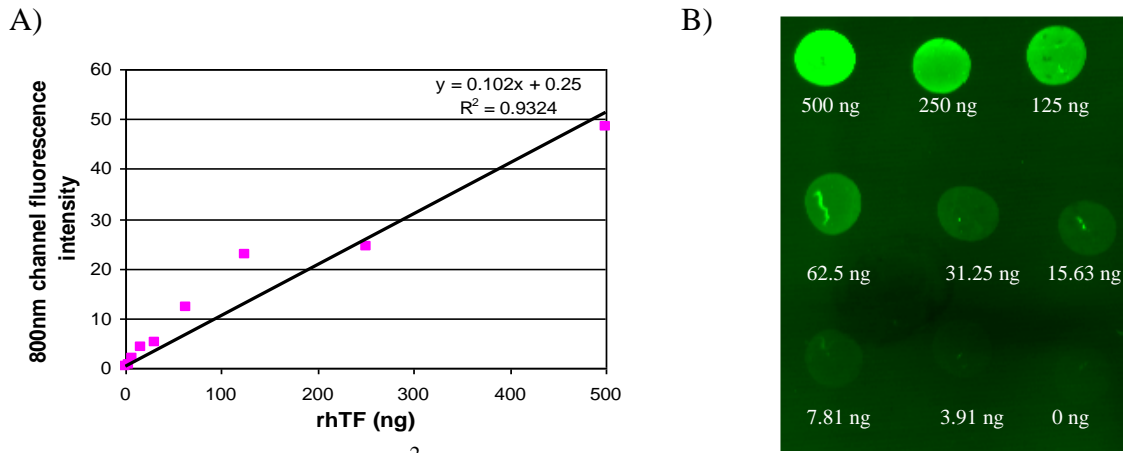 A)
B)
60
50
40
30
20
10
0
0 100 200 300 400 500
800nm channel fluorescence
intensity
rhTF (ng)
y = 0.102x + 0.25
R² = 0.9324
2
500 ng 250 ng 125 ng
62.5 ng 31.25 ng 15.63 ng
7.81 ng 3.91 ng 0 ng